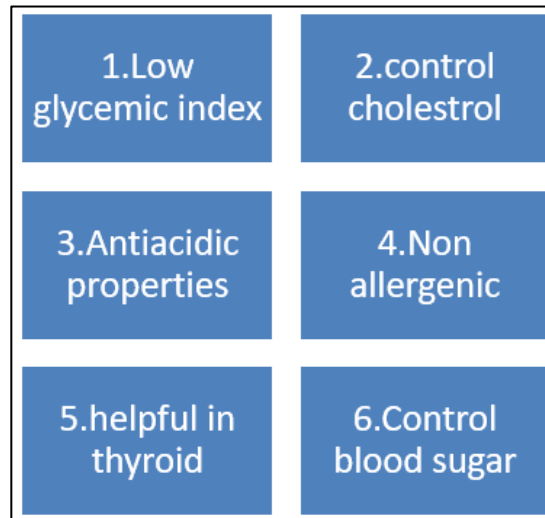 1.Low
glycemic index
2.control
cholestrol
3.Antiacidic
properties
4.Non
allergenic
5.helpful in
thyroid
6.Control
blood sugar